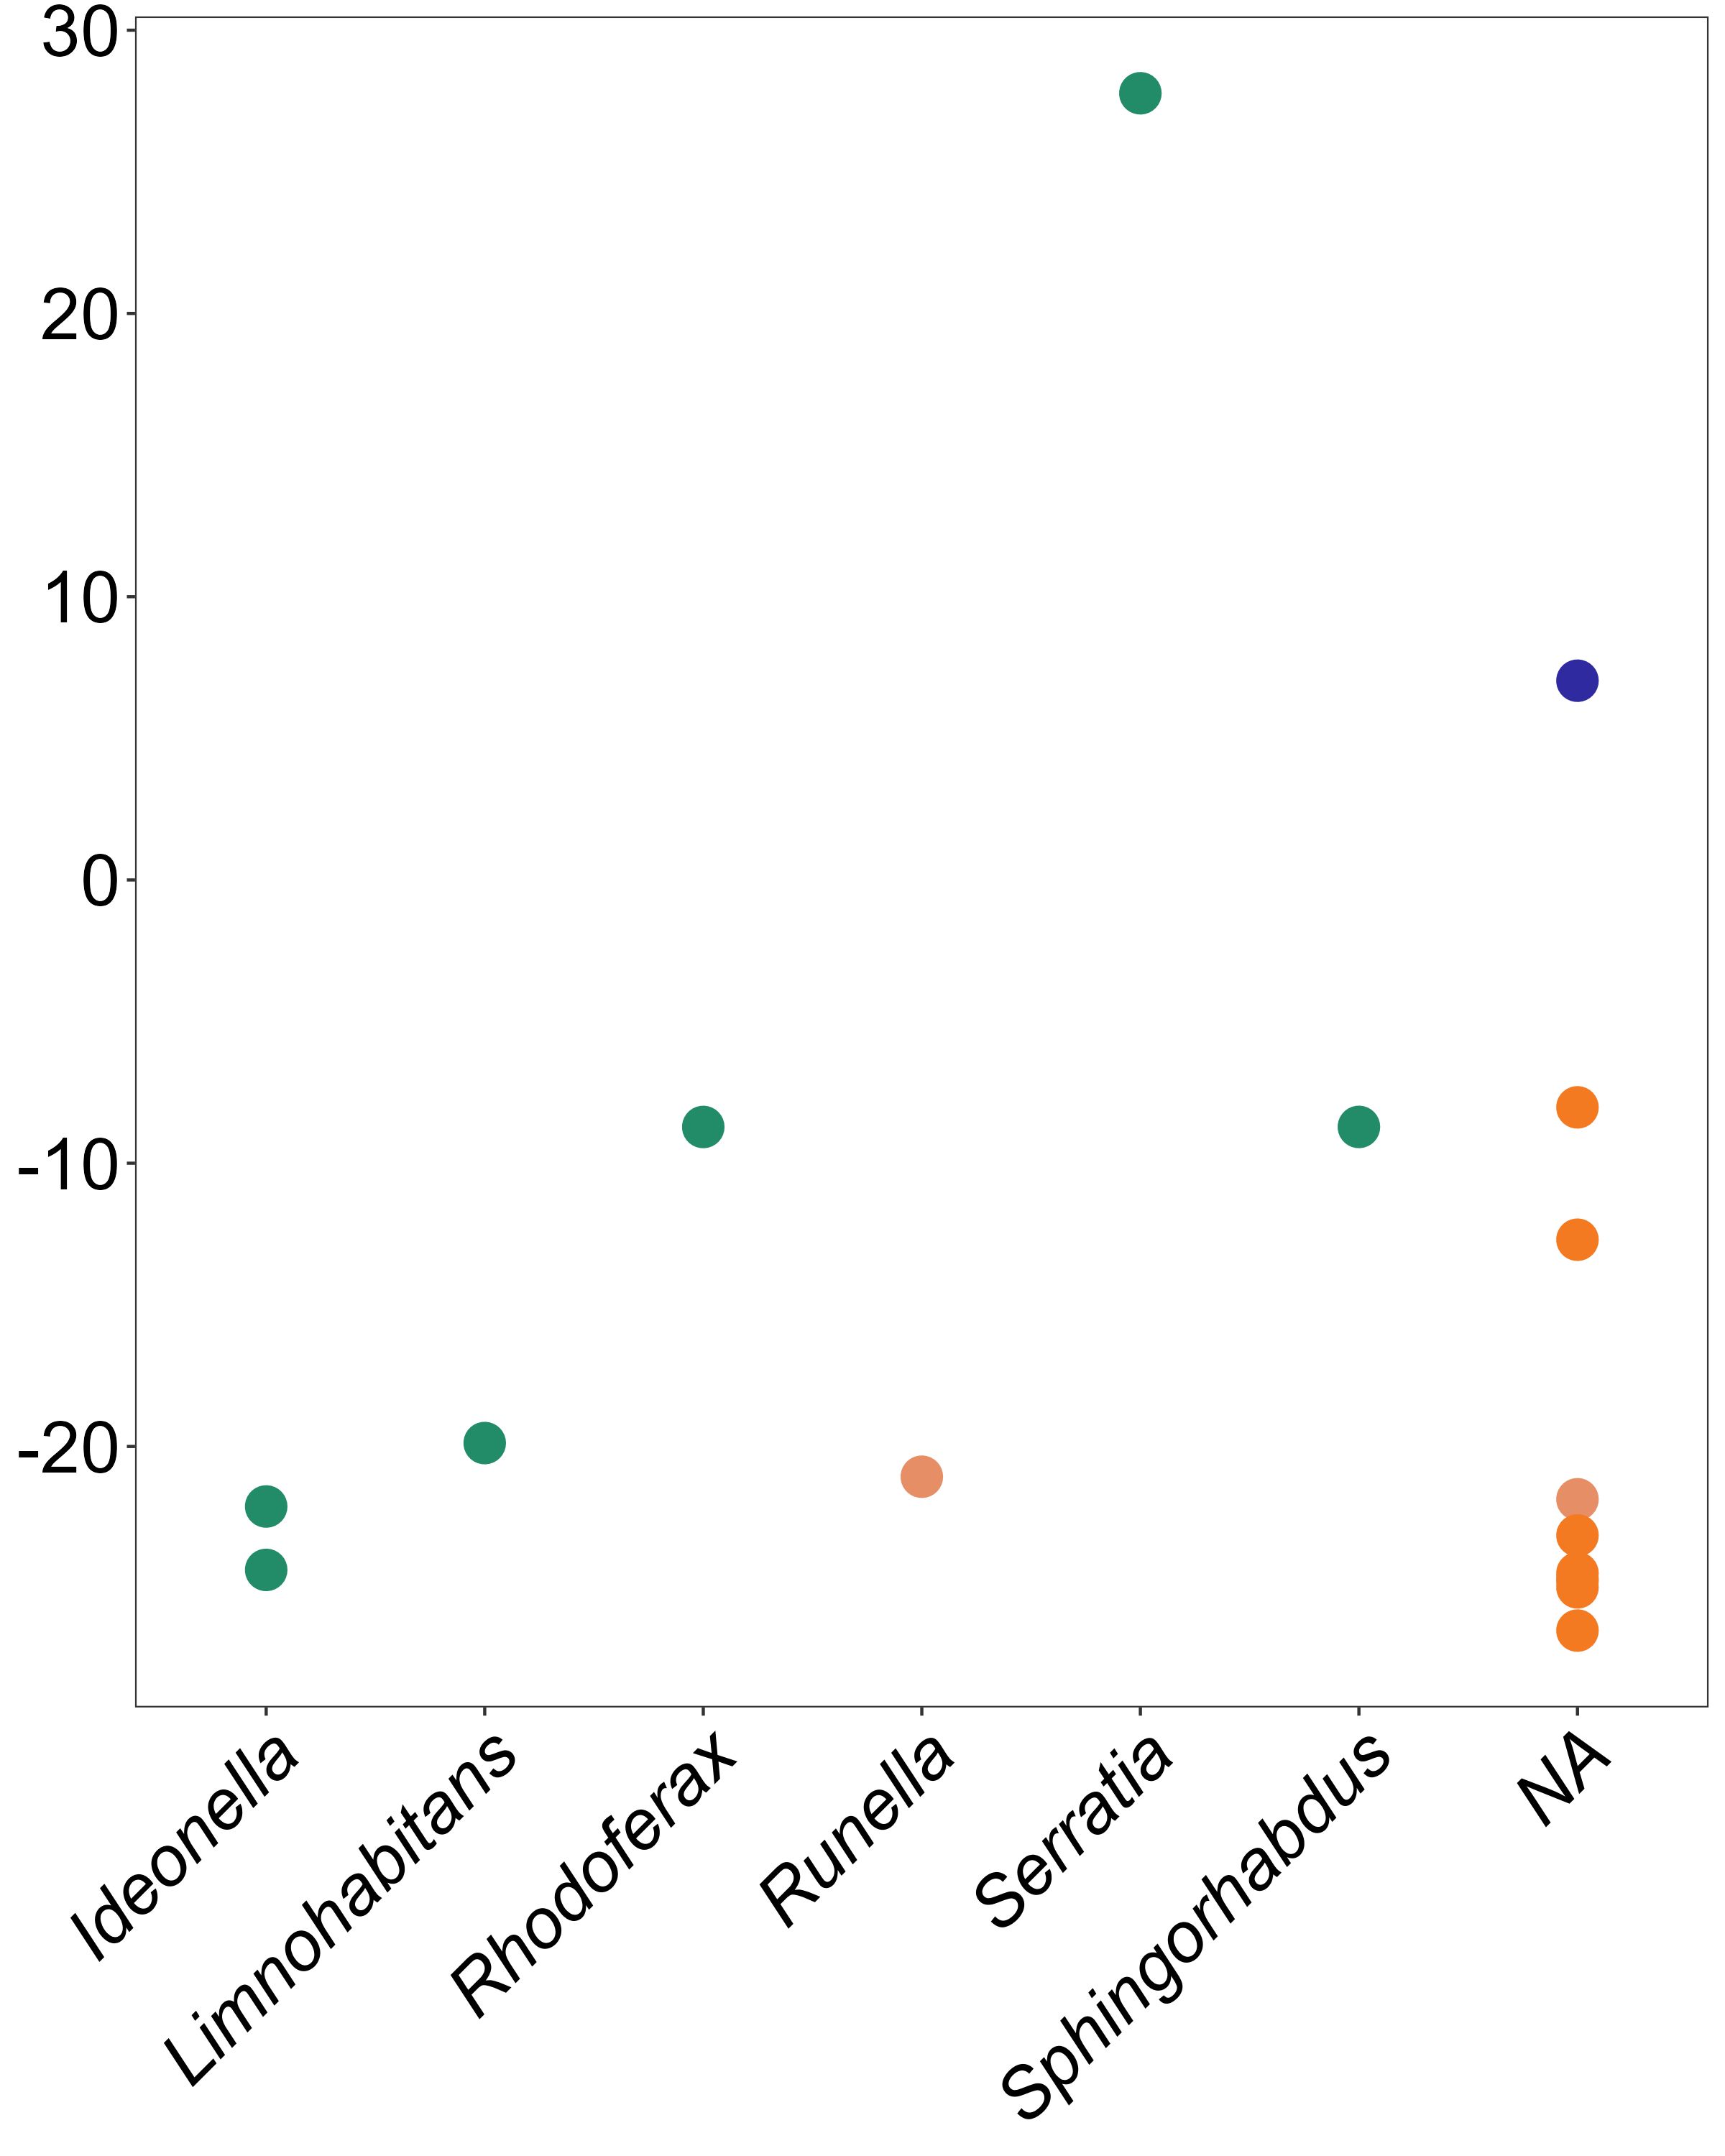 30
20
10
0
-10
-20
Ideonella
Limnohabitans
Rhodoferax
Runella
Serratia
Sphingorhabdus
NA